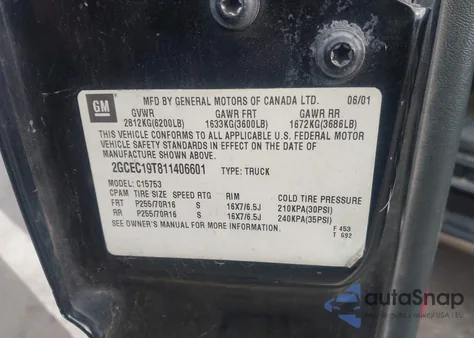 GM
MFD BY GENERAL MOTORS OF CANADA LTD. 06/01
GVWR GAWR FRT GAWR RR
2812KG(6200LB) 1633KG(3600LB) 1672KG(3686LB)
THIS VEHICLE CONFORMS TO ALL APPLICABLE U.S. FEDERAL MOTOR
VEHICLE SAFETY STANDARDS IN EFFECT ON THE DATE OF
MANUFACTURE SHOWN ABOVE.
2GCEC19T811406601 TYPE: TRUCK
MODEL: C15753
CPAM TIRE SIZE SPEED RTG RIM COLD TIRE PRESSURE
FRT P255/70R16 S 16X7/6.5J 210KPA(30PSI)
RR P255/70R16 S 16X7/6.5J 240KPA(35PSI)
SEE OWNER'S MANUAL FOR MORE INFORMATION.
F 453
T 692
autoSnap